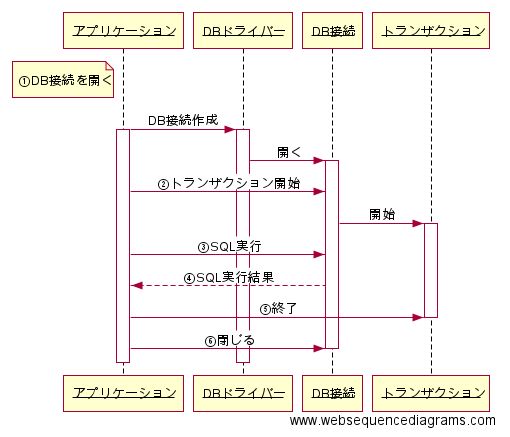 アプリケーション
DBドライバー
DB接続
トランザクション
①DB接続を開く
DB接続作成
開く
②トランザクション開始
開始
③SQL実行
④SQL実行結果
⑤終了
⑥閉じる
アプリケーション
DBドライバー
DB接続
トランザクション
www.websequencediagrams.com